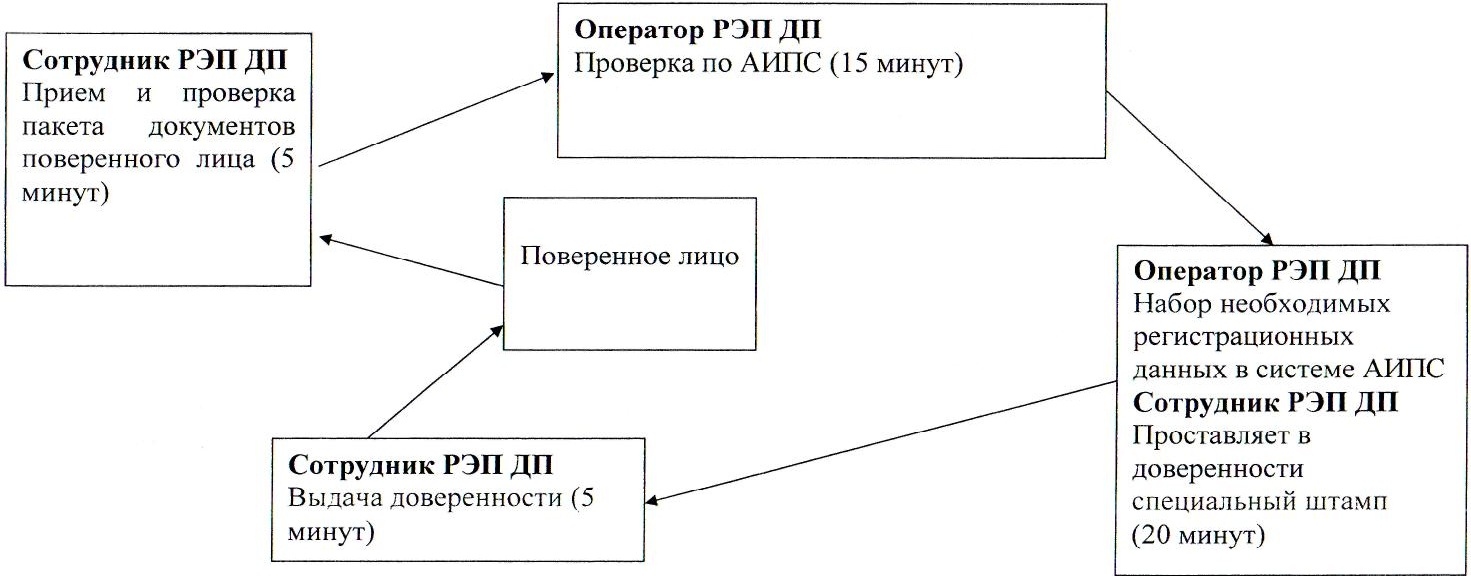 Сотрудник РЭП ДП
Прием и проверка
пакета документов
поверенного лица (5
минут)
Оператор РЭП ДП
Проверка по АИПС (15 минут)
Поверенное лицо
Оператор РЭП ДП
Набор необходимых
регистрационных
данных в системе АИПС
Сотрудник РЭП ДП
Проставляет в
доверенности
специальный штамп
(20 минут)
Сотрудник РЭП ДП
Выдача доверенности (5
минут)